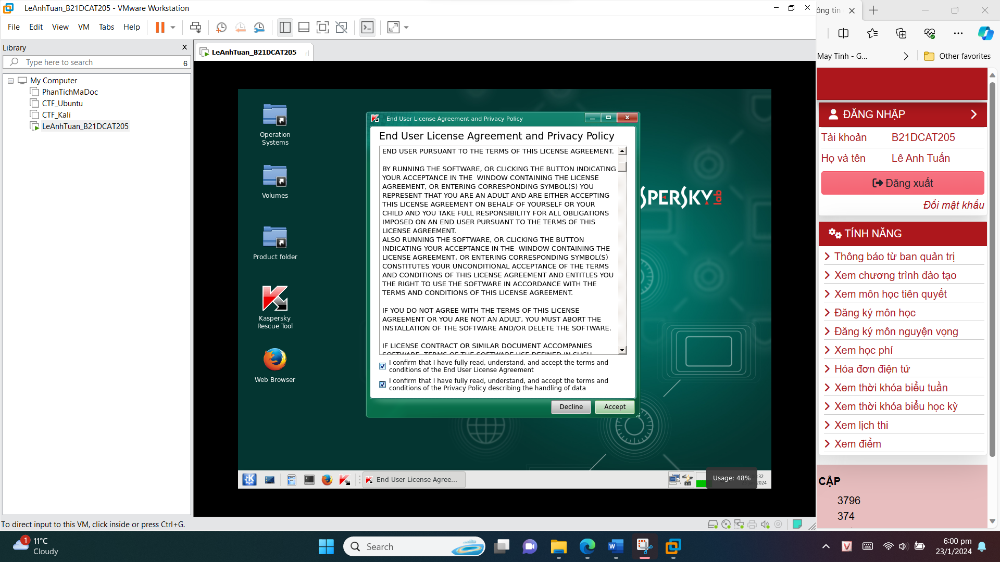 LeAnhTuan_B21DCAT205 - VMware Workstation
File Edit View VM Tabs Help
Library
Type here to search
6
My Computer
PhanTichMaDoc
CTF_Ubuntu
CTF_Kali
LeAnhTuan_B21DCAT205
LeAnhTuan_B21DCAT205
Operation
Systems
Volumes
Product folder
Kaspersky
Rescue Tool
Web Browser
End User License Agreement and Privacy Policy
End User License Agreement and Privacy Policy
END USER PURSUANT TO THE TERMS OF THIS LICENSE AGREEMENT.
BY RUNNING THE SOFTWARE, OR CLICKING THE BUTTON INDICATING
YOUR ACCEPTANCE IN THE WINDOW CONTAINING THE LICENSE
AGREEMENT, OR ENTERING CORRESPONDING SYMBOL(S) YOU
REPRESENT THAT YOU ARE AN ADULT AND ARE EITHER ACCEPTING
THIS LICENSE AGREEMENT ON BEHALF OF YOURSELF OR YOUR
CHILD AND YOU TAKE FULL RESPONSIBILITY FOR ALL OBLIGATIONS
IMPOSED ON AN END USER PURSUANT TO THE TERMS OF THIS
LICENSE AGREEMENT.
ALSO RUNNING THE SOFTWARE, OR CLICKING THE BUTTON
INDICATING YOUR ACCEPTANCE IN THE WINDOW CONTAINING THE
LICENSE AGREEMENT, OR ENTERING CORRESPONDING SYMBOL(S)
CONSTITUTES YOUR UNCONDITIONAL ACCEPTANCE OF THE TERMS
AND CONDITIONS OF THIS LICENSE AGREEMENT AND ENTITLES YOU
THE RIGHT TO USE THE SOFTWARE IN ACCORDANCE WITH THE
TERMS AND CONDITIONS OF THIS LICENSE AGREEMENT.
IF YOU DO NOT AGREE WITH THE TERMS OF THIS LICENSE
AGREEMENT OR YOU ARE NOT AN ADULT, YOU MUST ABORT THE
INSTALLATION OF THE SOFTWARE AND/OR DELETE THE SOFTWARE.
IF LICENSE CONTRACT OR SIMILAR DOCUMENT ACCOMPANIES
SOFTWARE, TERMS OF THE SOFTWARE USE DEFINED IN SUCH
I confirm that I have fully read, understand, and accept the terms and
conditions of the End User License Agreement
I confirm that I have fully read, understand, and accept the terms and
conditions of the Privacy Policy describing the handling of data
Decline Accept
SPERSKY lab
End User License Agree...
Usage: 48%
:32
2024
To direct input to this VM, click inside or press Ctrl+G.
ông tin
May Tinh - G...
Other favorites
ĐĂNG NHẬP
Tài khoản B21DCAT205
Họ và tên Lê Anh Tuấn
Đăng xuất
Đổi mật khẩu
TÍNH NĂNG
Thông báo từ ban quản trị
Xem chương trình đào tạo
Xem môn học tiên quyết
Đăng ký môn học
Đăng ký môn nguyện vọng
Xem học phí
Hóa đơn điện tử
Xem thời khóa biểu tuần
Xem thời khóa biểu học kỳ
Xem lịch thi
Xem điểm
CẬP
3796
374
1
11°C
Cloudy
Search
6:00 pm
23/1/2024